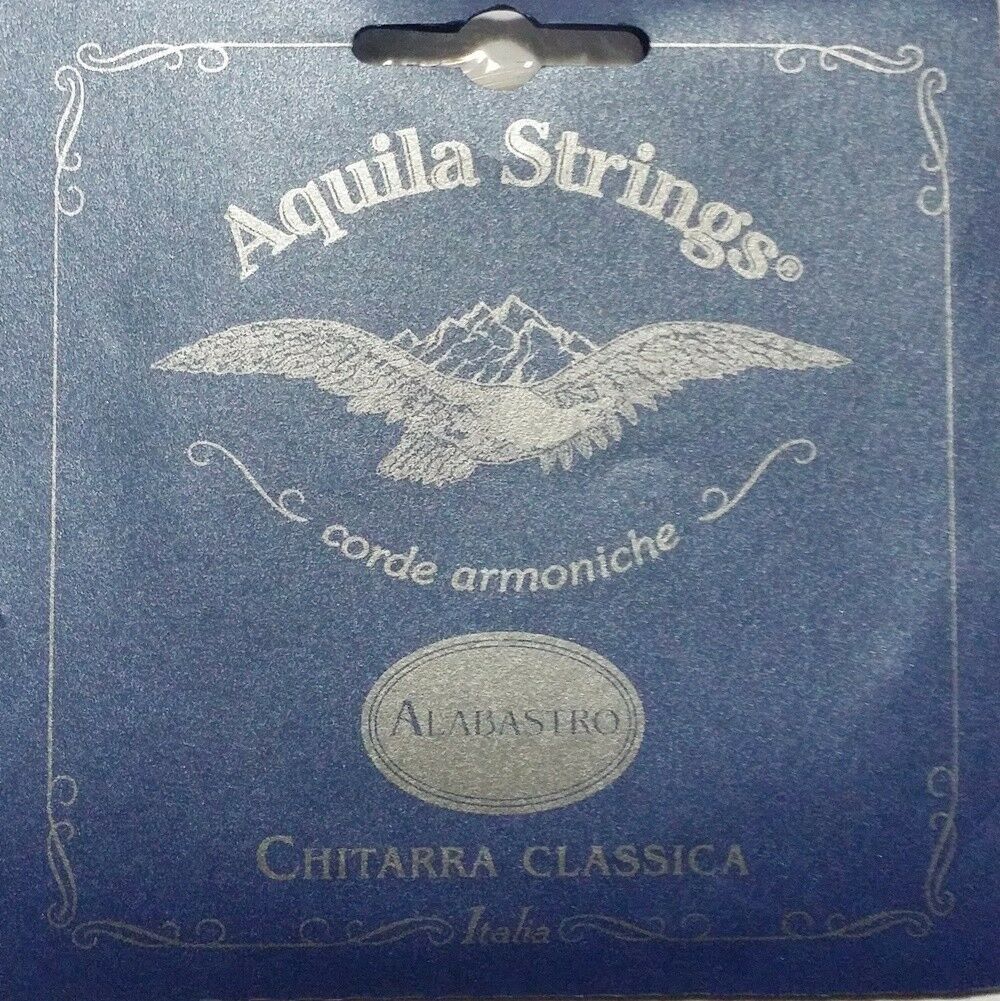 Aquila Strings®
corde armoniche
ALABASTRO
CHITARRA CLASSICA
Italia